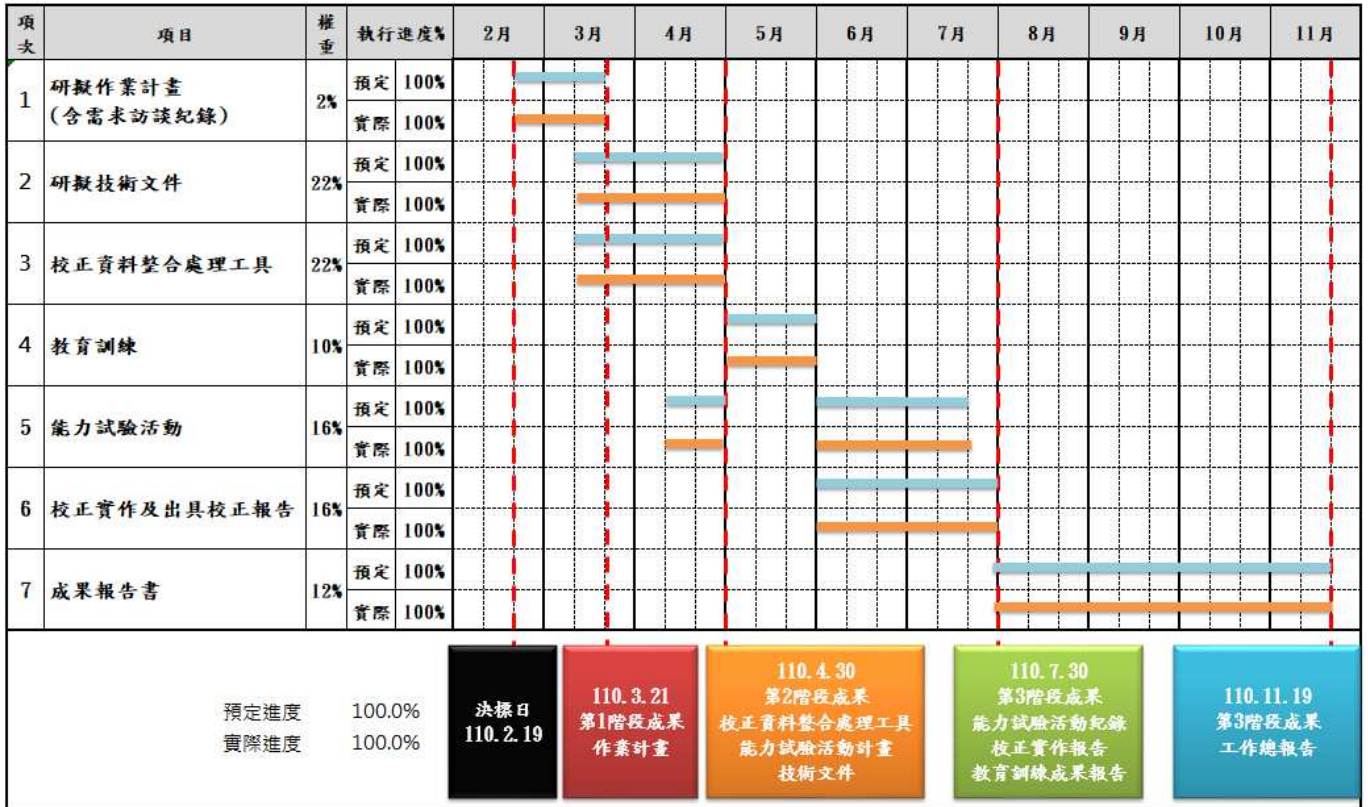 項次 項目 權重 執行進度% 2月 3月 4月 5月 6月 7月 8月 9月 10月 11月
1 研擬作業計畫 (含需求訪談紀錄) 2% 預定 100%
實際 100%
2 研擬技術文件 22% 預定 100%
實際 100%
3 校正資料整合處理工具 22% 預定 100%
實際 100%
4 教育訓練 10% 預定 100%
實際 100%
5 能力試驗活動 16% 預定 100%
實際 100%
6 校正實作及出具校正報告 16% 預定 100%
實際 100%
7 成果報告書 12% 預定 100%
實際 100%
預定進度 100.0%
實際進度 100.0%
決標日
110.2.19
110.3.21
第1階段成果
作業計畫
110.4.30
第2階段成果
校正資料整合處理工具
能力試驗活動計畫
技術文件
110.7.30
第3階段成果
能力試驗活動紀錄
校正實作報告
教育訓練成果報告
110.11.19
第3階段成果
工作總報告